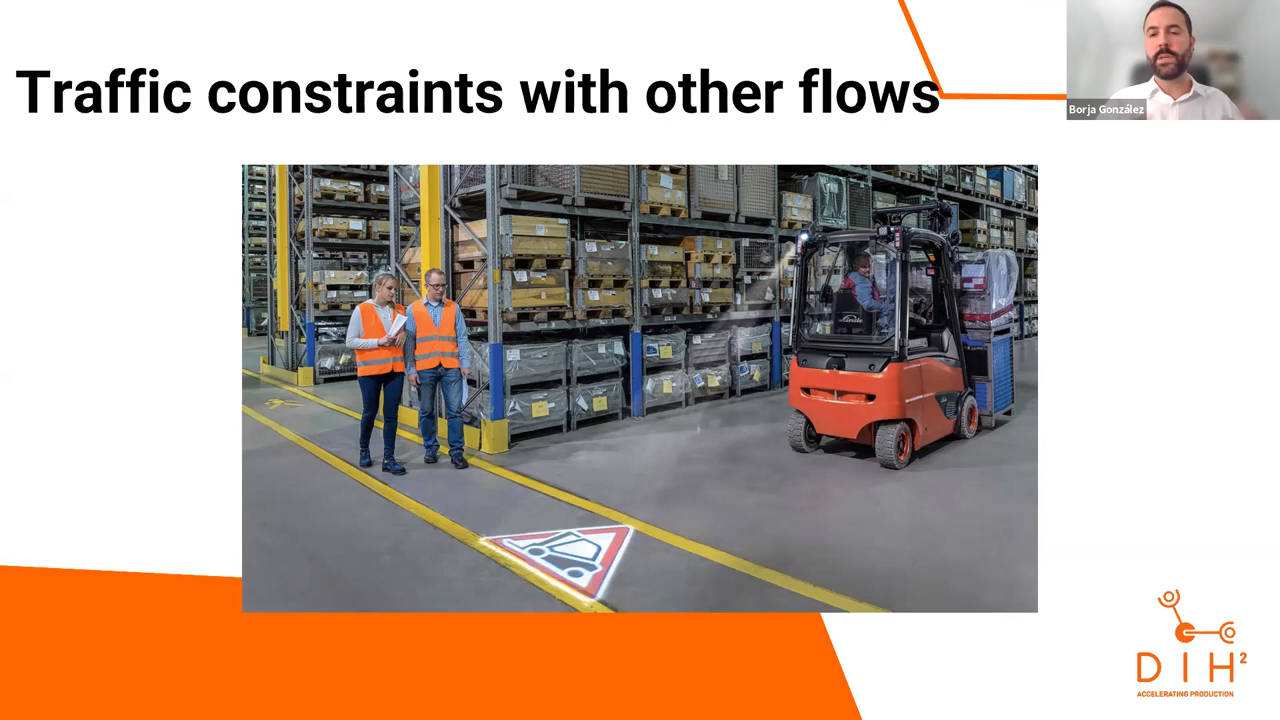 Traffic constraints with other flows
Borja González
Linde
DIH²
ACCELERATING PRODUCTION